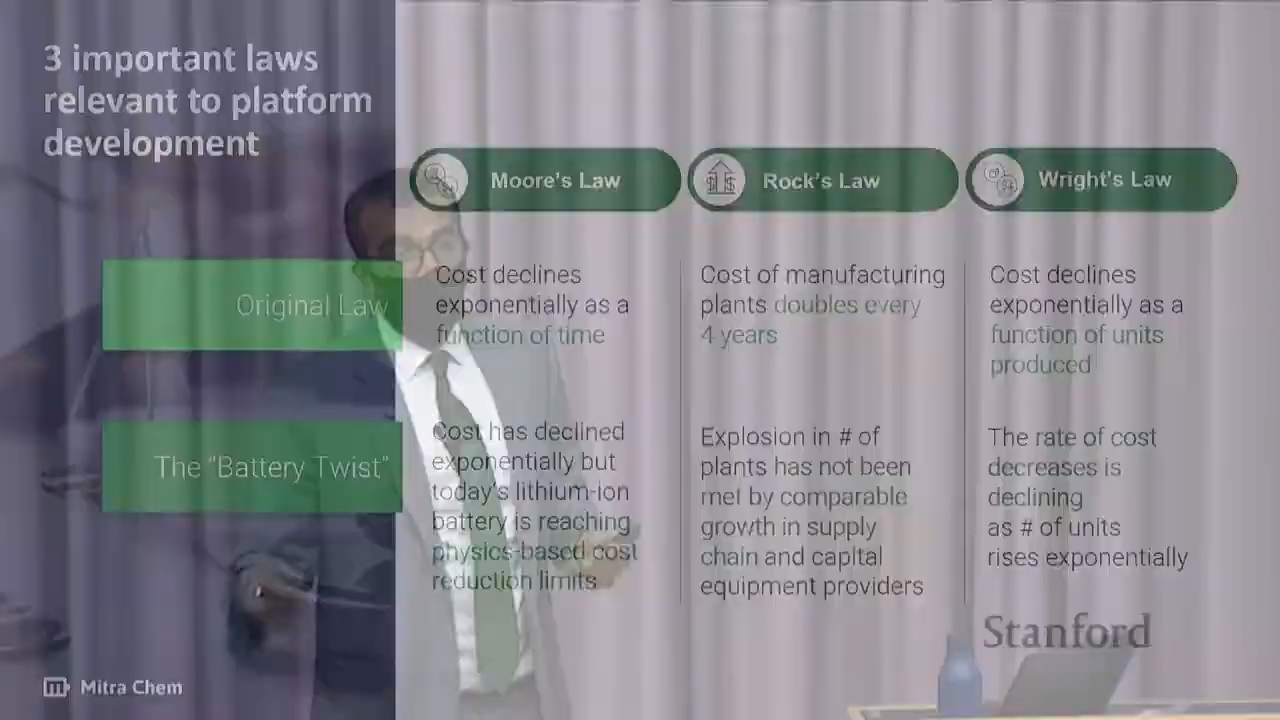 3 important laws
relevant to platform
development
Moore's Law
Rock's Law
Wright's Law
Original Law
Cost declines
exponentially as a
function of time
Cost of manufacturing
plants doubles every
4 years
Cost declines
exponentially as a
function of units
produced
The "Battery Twist"
Cost has declined
exponentially but
today's lithium-ion
battery is reaching
physics-based cost
reduction limits
Explosion in # of
plants has not been
met by comparable
growth in supply
chain and capital
equipment providers
The rate of cost
decreases is
declining
as # of units
rises exponentially
Stanford
Mitra Chem